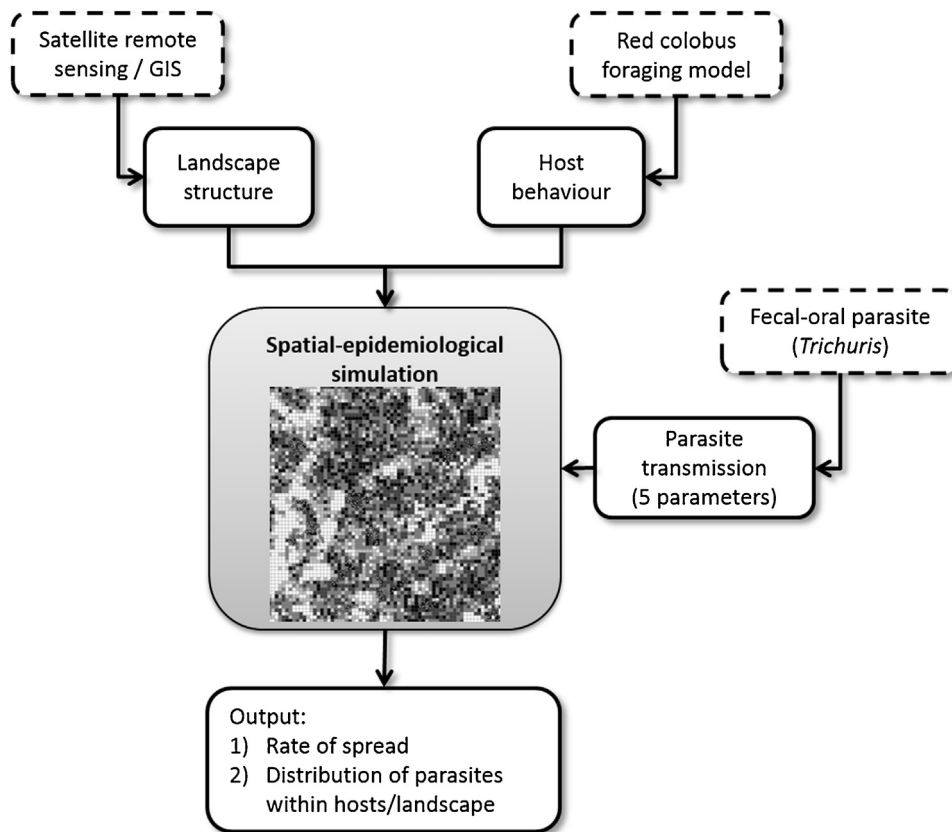 Satellite remote
sensing / GIS
Red colobus
foraging model
Landscape
structure
Host
behaviour
Spatial-epidemiological
simulation
Fecal-oral parasite
(Trichuris)
Parasite
transmission
(5 parameters)
Output:
1) Rate of spread
2) Distribution of parasites
within hosts/landscape